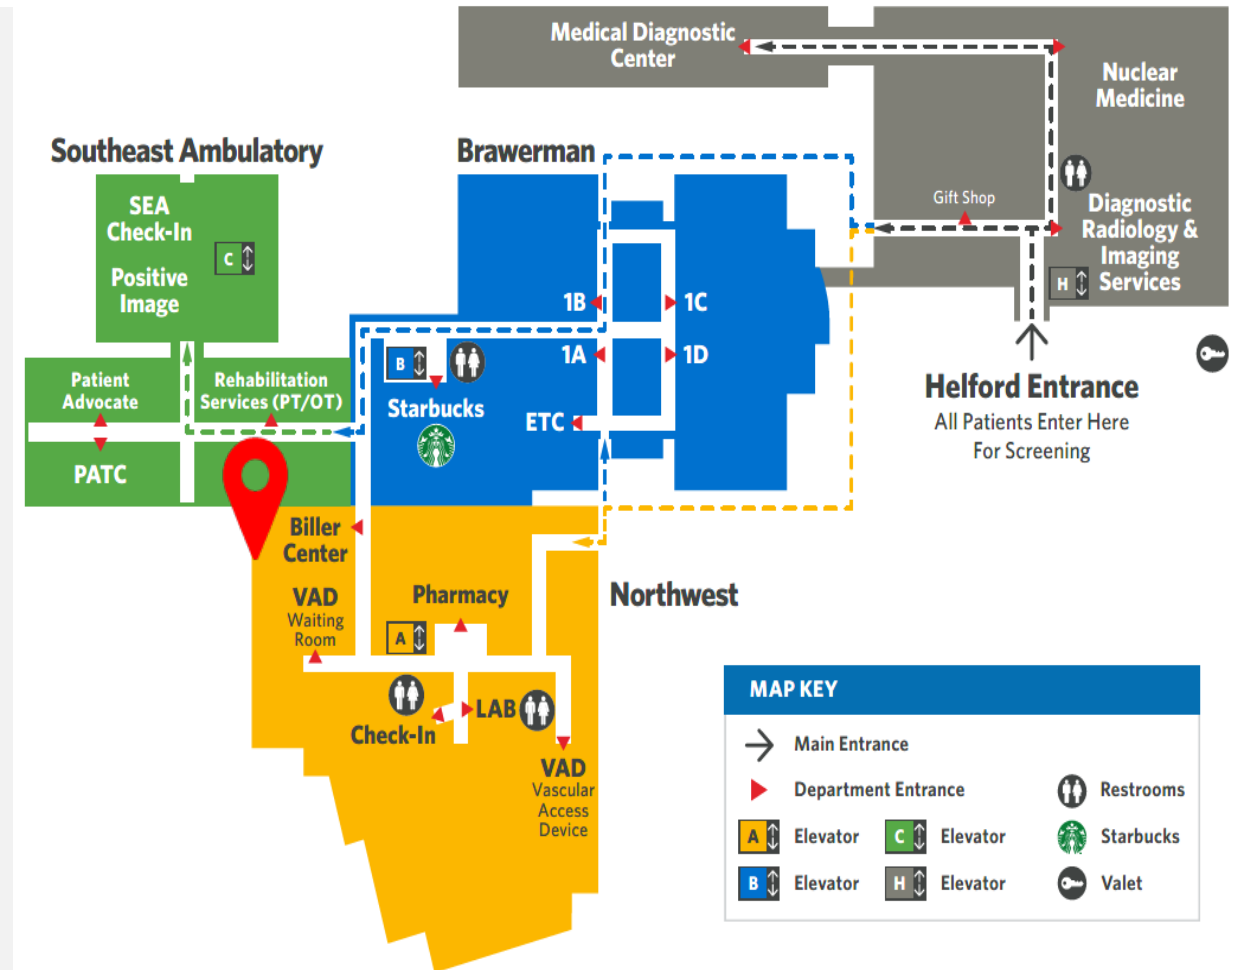 Medical Diagnostic
Center
Nuclear
Medicine
Southeast Ambulatory
Brawerman
SEA
Check-In
C
Positive
Image
Gift Shop
Diagnostic
Radiology &
Imaging
Services
H
1B
1C
1A
1D
B
Starbucks
ETC
Patient
Advocate
Rehabilitation
Services (PT/OT)
PATC
Helford Entrance
All Patients Enter Here
For Screening
Biller
Center
VAD
Waiting
Room
Pharmacy
A
Northwest
Check-In
LAB
VAD
Vascular
Access
Device
MAP KEY
Main Entrance
Department Entrance
Restrooms
A Elevator
C Elevator
Starbucks
B Elevator
H Elevator
Valet